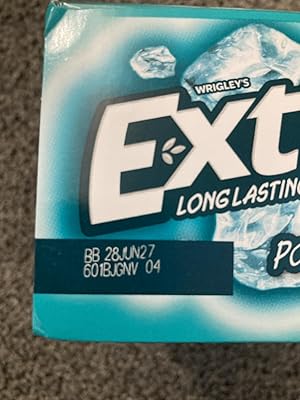 WRIGLEY'S
Ext
LONG LASTING
PO
BB 28JUN27
601BJGNV 04